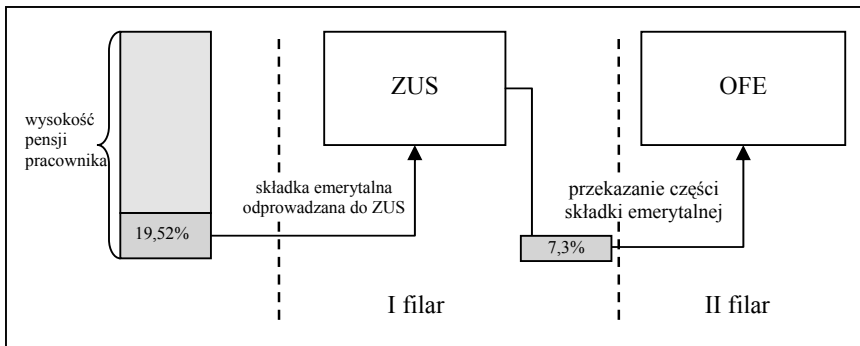 wysokość
pensji
pracownika
19,52%
składka emerytalna
odprowadzana do ZUS
ZUS
7,3%
przekazanie części
składki emerytalnej
OFE
I filar
II filar